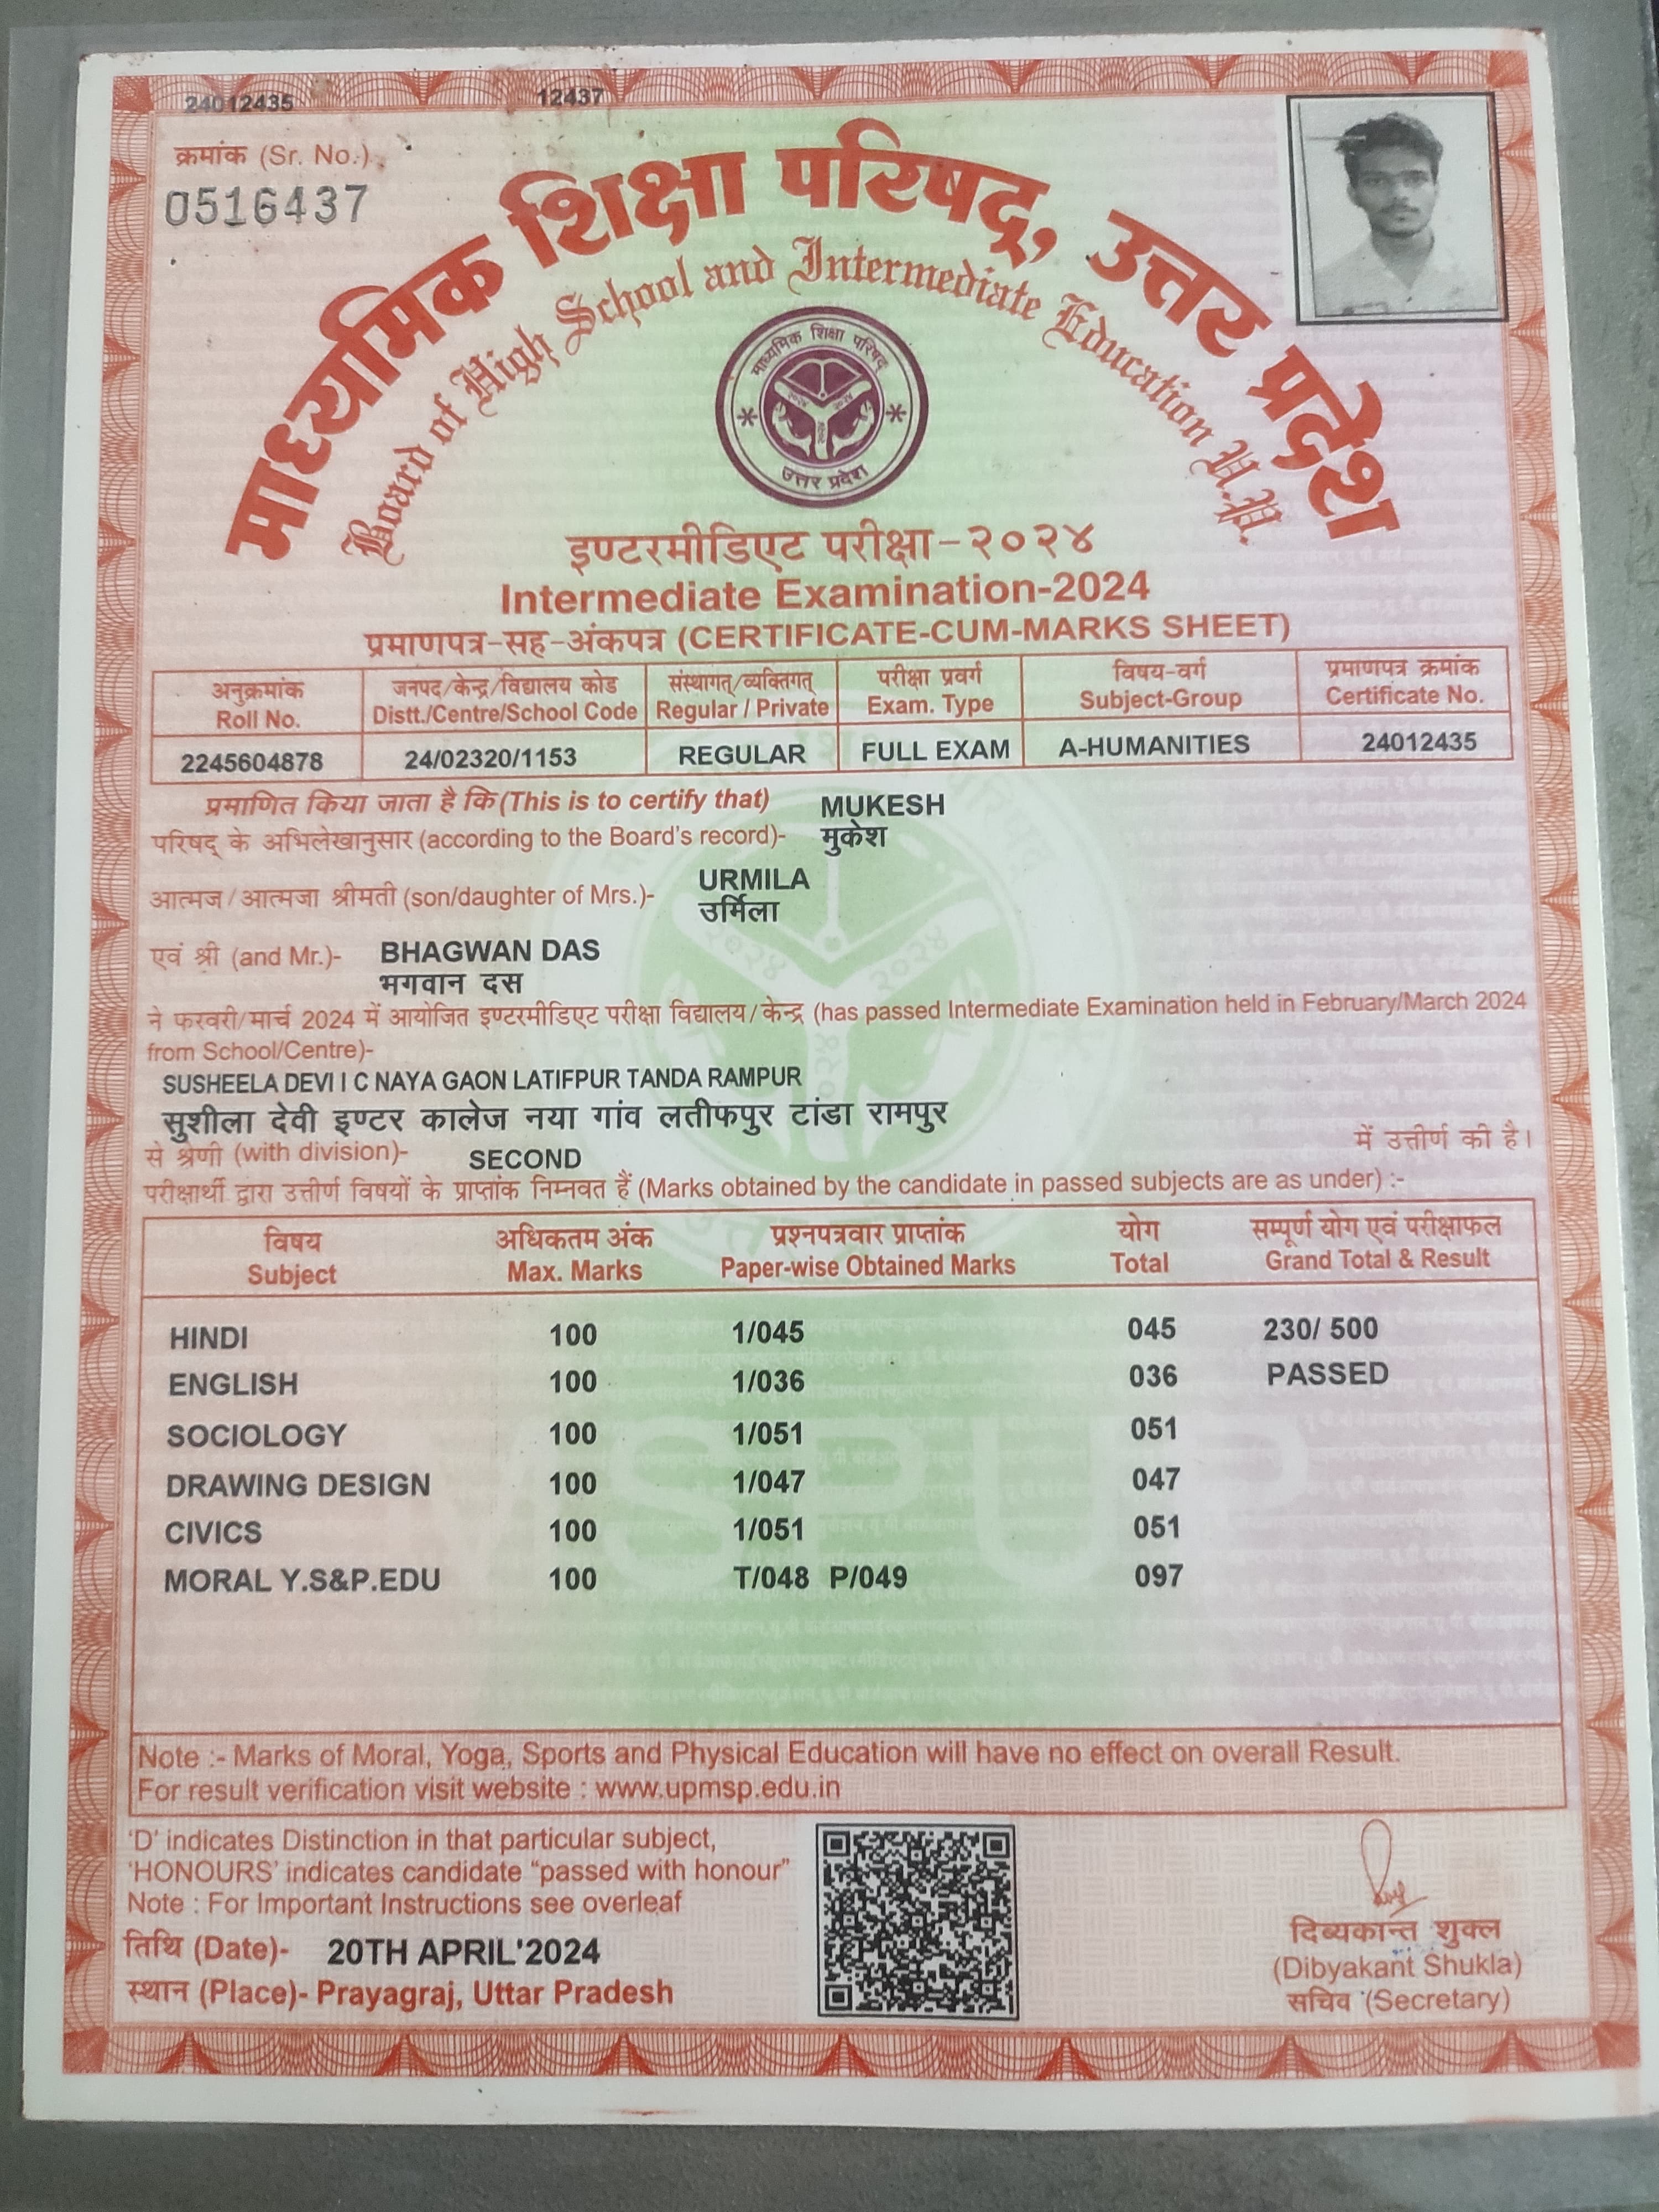 24012435 12437
क्रमांक (Sr. No.)
0516437
माध्यमिक शिक्षा परिषद्, उत्तर प्रदेश
Board of High School and Intermediate Education U.P.
माध्यमिक शिक्षा परिषद्
२०२४ २०२४
२०२४
उत्तर प्रदेश
इण्टरमीडिएट परीक्षा-२०२४
Intermediate Examination-2024
प्रमाणपत्र-सह-अंकपत्र (CERTIFICATE-CUM-MARKS SHEET)
अनुक्रमांक जनपद/केन्द्र/विद्यालय कोड संस्थागत्/व्यक्तिगत् परीक्षा प्रवर्ग विषय-वर्ग प्रमाणपत्र क्रमांक
Roll No. Distt./Centre/School Code Regular / Private Exam. Type Subject-Group Certificate No.
2245604878 24/02320/1153 REGULAR FULL EXAM A-HUMANITIES 24012435
प्रमाणित किया जाता है कि (This is to certify that) MUKESH
परिषद् के अभिलेखानुसार (according to the Board's record)- मुकेश
URMILA
आत्मज/आत्मजा श्रीमती (son/daughter of Mrs.)- उर्मिला
एवं श्री (and Mr.)- BHAGWAN DAS
भगवान दस
ने फरवरी/मार्च 2024 में आयोजित इण्टरमीडिएट परीक्षा विद्यालय/केन्द्र (has passed Intermediate Examination held in February/March 2024
from School/Centre)-
SUSHEELA DEVI I C NAYA GAON LATIFPUR TANDA RAMPUR
सुशीला देवी इण्टर कालेज नया गांव लतीफपुर टांडा रामपुर
से श्रेणी (with division)- SECOND में उत्तीर्ण की है।
परीक्षार्थी द्वारा उत्तीर्ण विषयों के प्राप्तांक निम्नवत हैं (Marks obtained by the candidate in passed subjects are as under) :-
विषय अधिकतम अंक प्रश्नपत्रवार प्राप्तांक योग सम्पूर्ण योग एवं परीक्षाफल
Subject Max. Marks Paper-wise Obtained Marks Total Grand Total & Result
HINDI 100 1/045 045 230/ 500
ENGLISH 100 1/036 036 PASSED
SOCIOLOGY 100 1/051 051
DRAWING DESIGN 100 1/047 047
CIVICS 100 1/051 051
MORAL Y.S&P.EDU 100 T/048 P/049 097
Note :- Marks of Moral, Yoga, Sports and Physical Education will have no effect on overall Result.
For result verification visit website : www.upmsp.edu.in
'D' indicates Distinction in that particular subject,
'HONOURS' indicates candidate "passed with honour"
Note : For Important Instructions see overleaf
तिथि (Date)- 20TH APRIL'2024
स्थान (Place)- Prayagraj, Uttar Pradesh
दिब्यकान्त शुक्ल
(Dibyakant Shukla)
सचिव (Secretary)